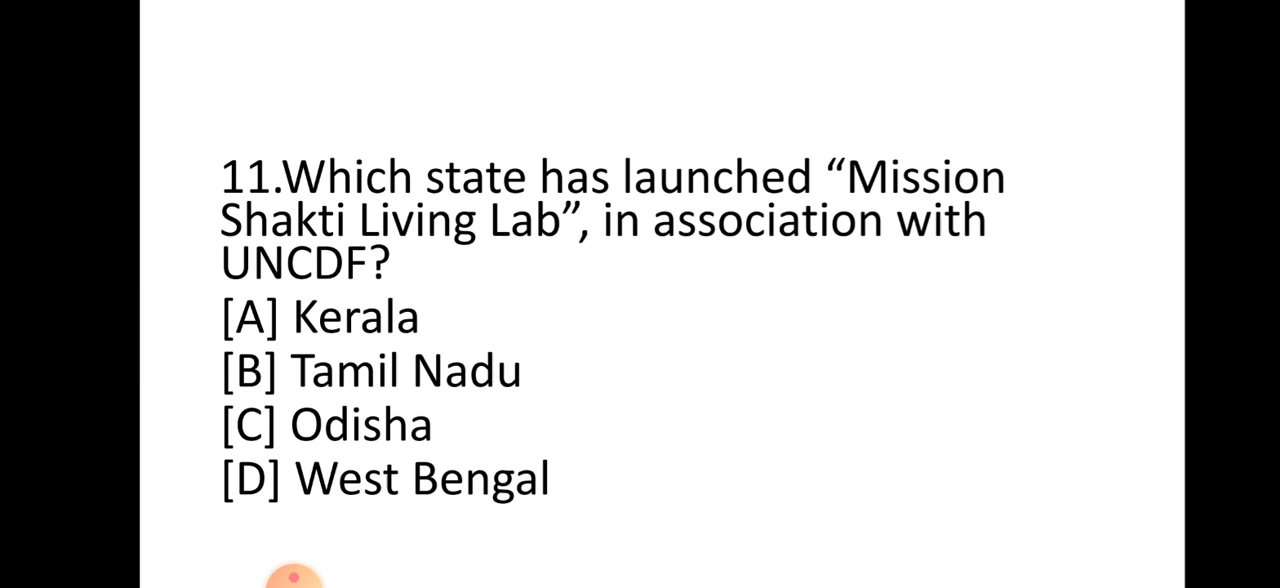 11.Which state has launched “Mission
Shakti Living Lab”, in association with
UNCDF?
[A] Kerala
[B] Tamil Nadu
[C] Odisha
[D] West Bengal